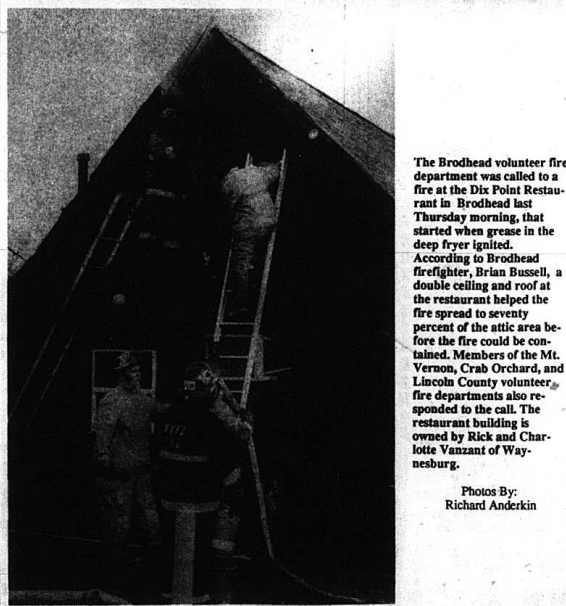 The Brodhead volunteer fire
department was called to a
fire at the Dix Point Restau-
rant in Brodhead last
Thursday morning, that
started when grease in the
deep fryer ignited.
According to Brodhead
firefighter, Brian Bussell, a
double ceiling and roof at
the restaurant helped the
fire spread to seventy
percent of the attic area be-
fore the fire could be con-
tained. Members of the Mt.
Vernon, Crab Orchard, and
Lincoln County volunteer
fire departments also re-
sponded to the call. The
restaurant building is
owned by Rick and Char-
lotte Vanzant of Way-
nesburg.
Photos By:
Richard Anderkin